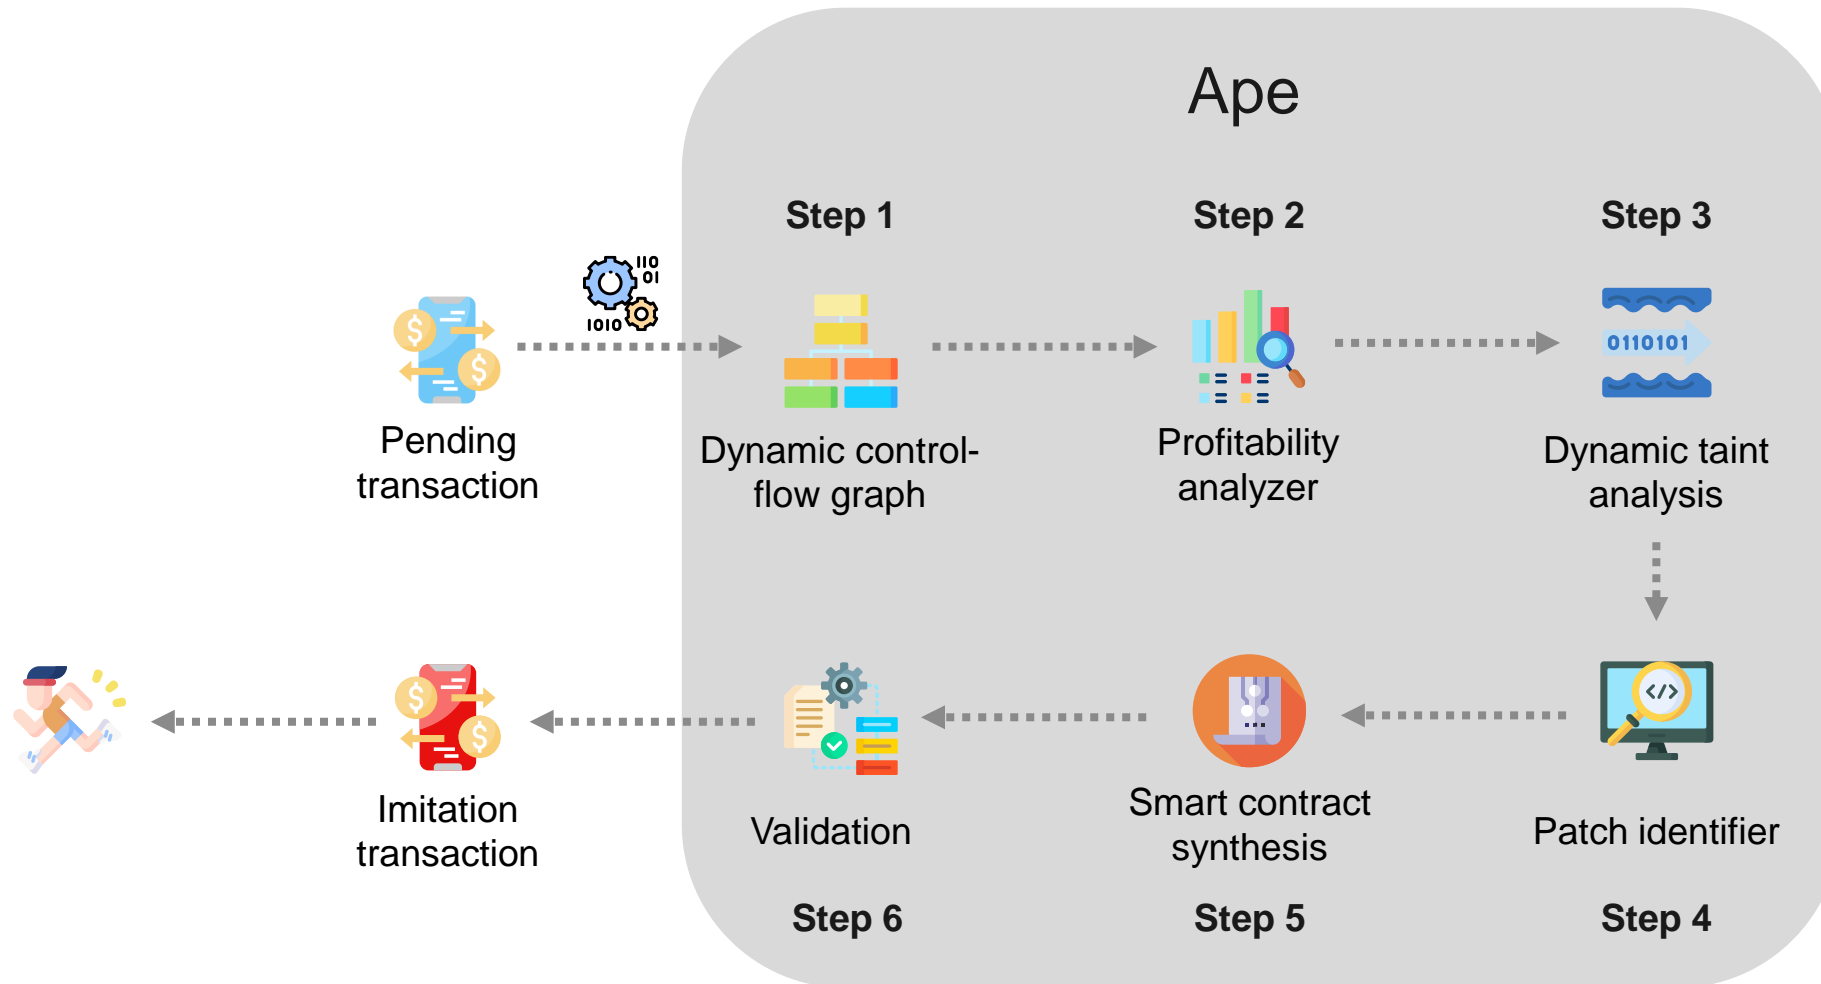 Ape
Step 1
Step 2
Step 3
110
01
1010
0110101
Pending
transaction
Dynamic control-
flow graph
Profitability
analyzer
Dynamic taint
analysis
$
$
$
$
</>
Imitation
transaction
Validation
Smart contract
synthesis
Patch identifier
Step 6
Step 5
Step 4